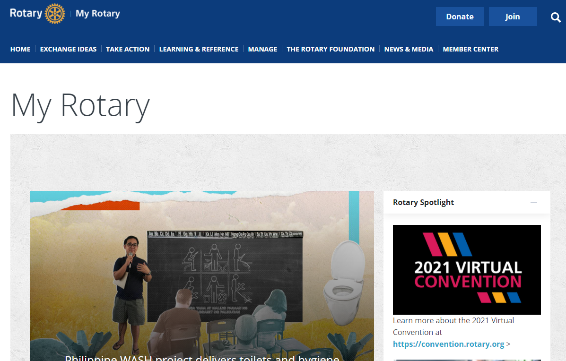 Rotary | My Rotary
Donate
Join
HOME
EXCHANGE IDEAS
TAKE ACTION
LEARNING & REFERENCE
MANAGE
THE ROTARY FOUNDATION
NEWS & MEDIA
MEMBER CENTER
My Rotary
Philippine WASH project delivers toilets and hygiene
Rotary Spotlight
2021 VIRTUAL
CONVENTION
Learn more about the 2021 Virtual
Convention at
https://convention.rotary.org >